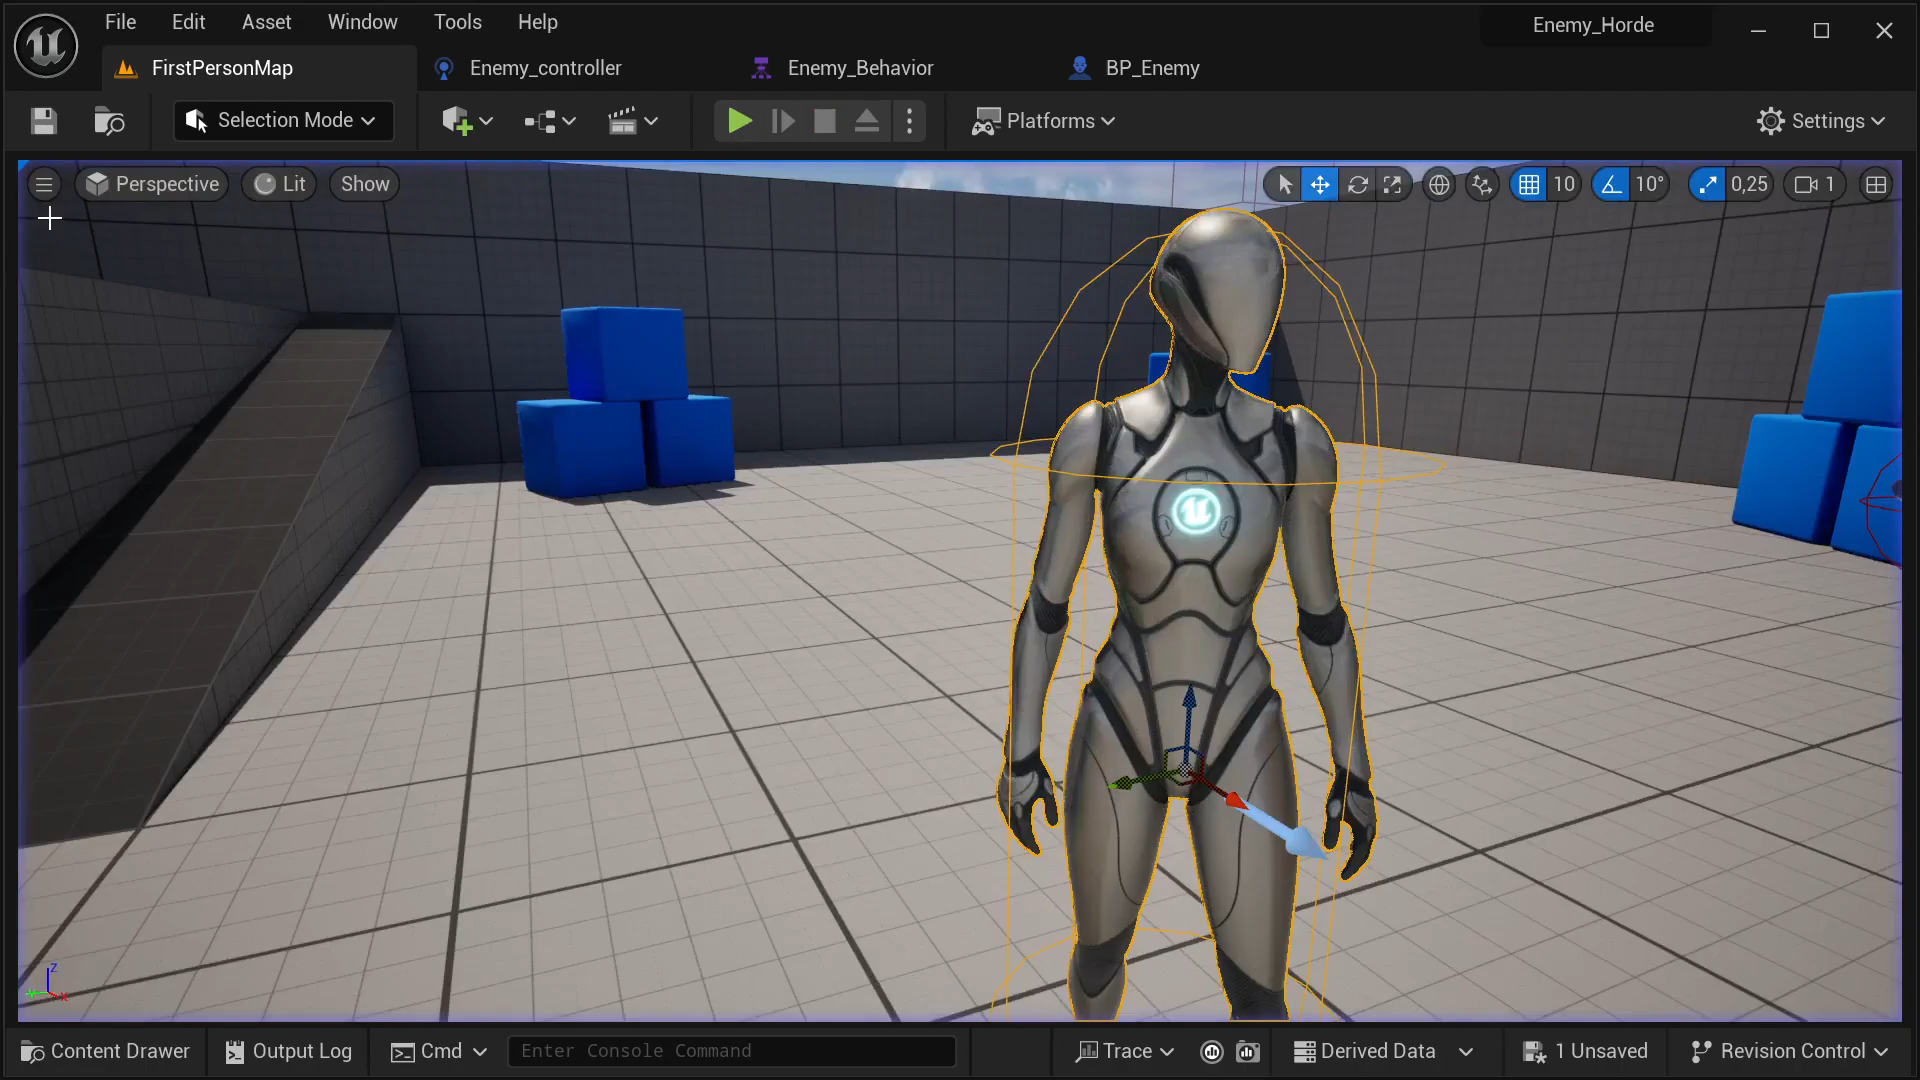 File Edit Asset Window Tools Help
Enemy_Horde
FirstPersonMap Enemy_controller Enemy_Behavior BP_Enemy
Selection Mode Platforms Settings
Perspective Lit Show 10 10° 0,25 1
z
x
Content Drawer Output Log Cmd Enter Console Command Trace Derived Data 1 Unsaved Revision Control